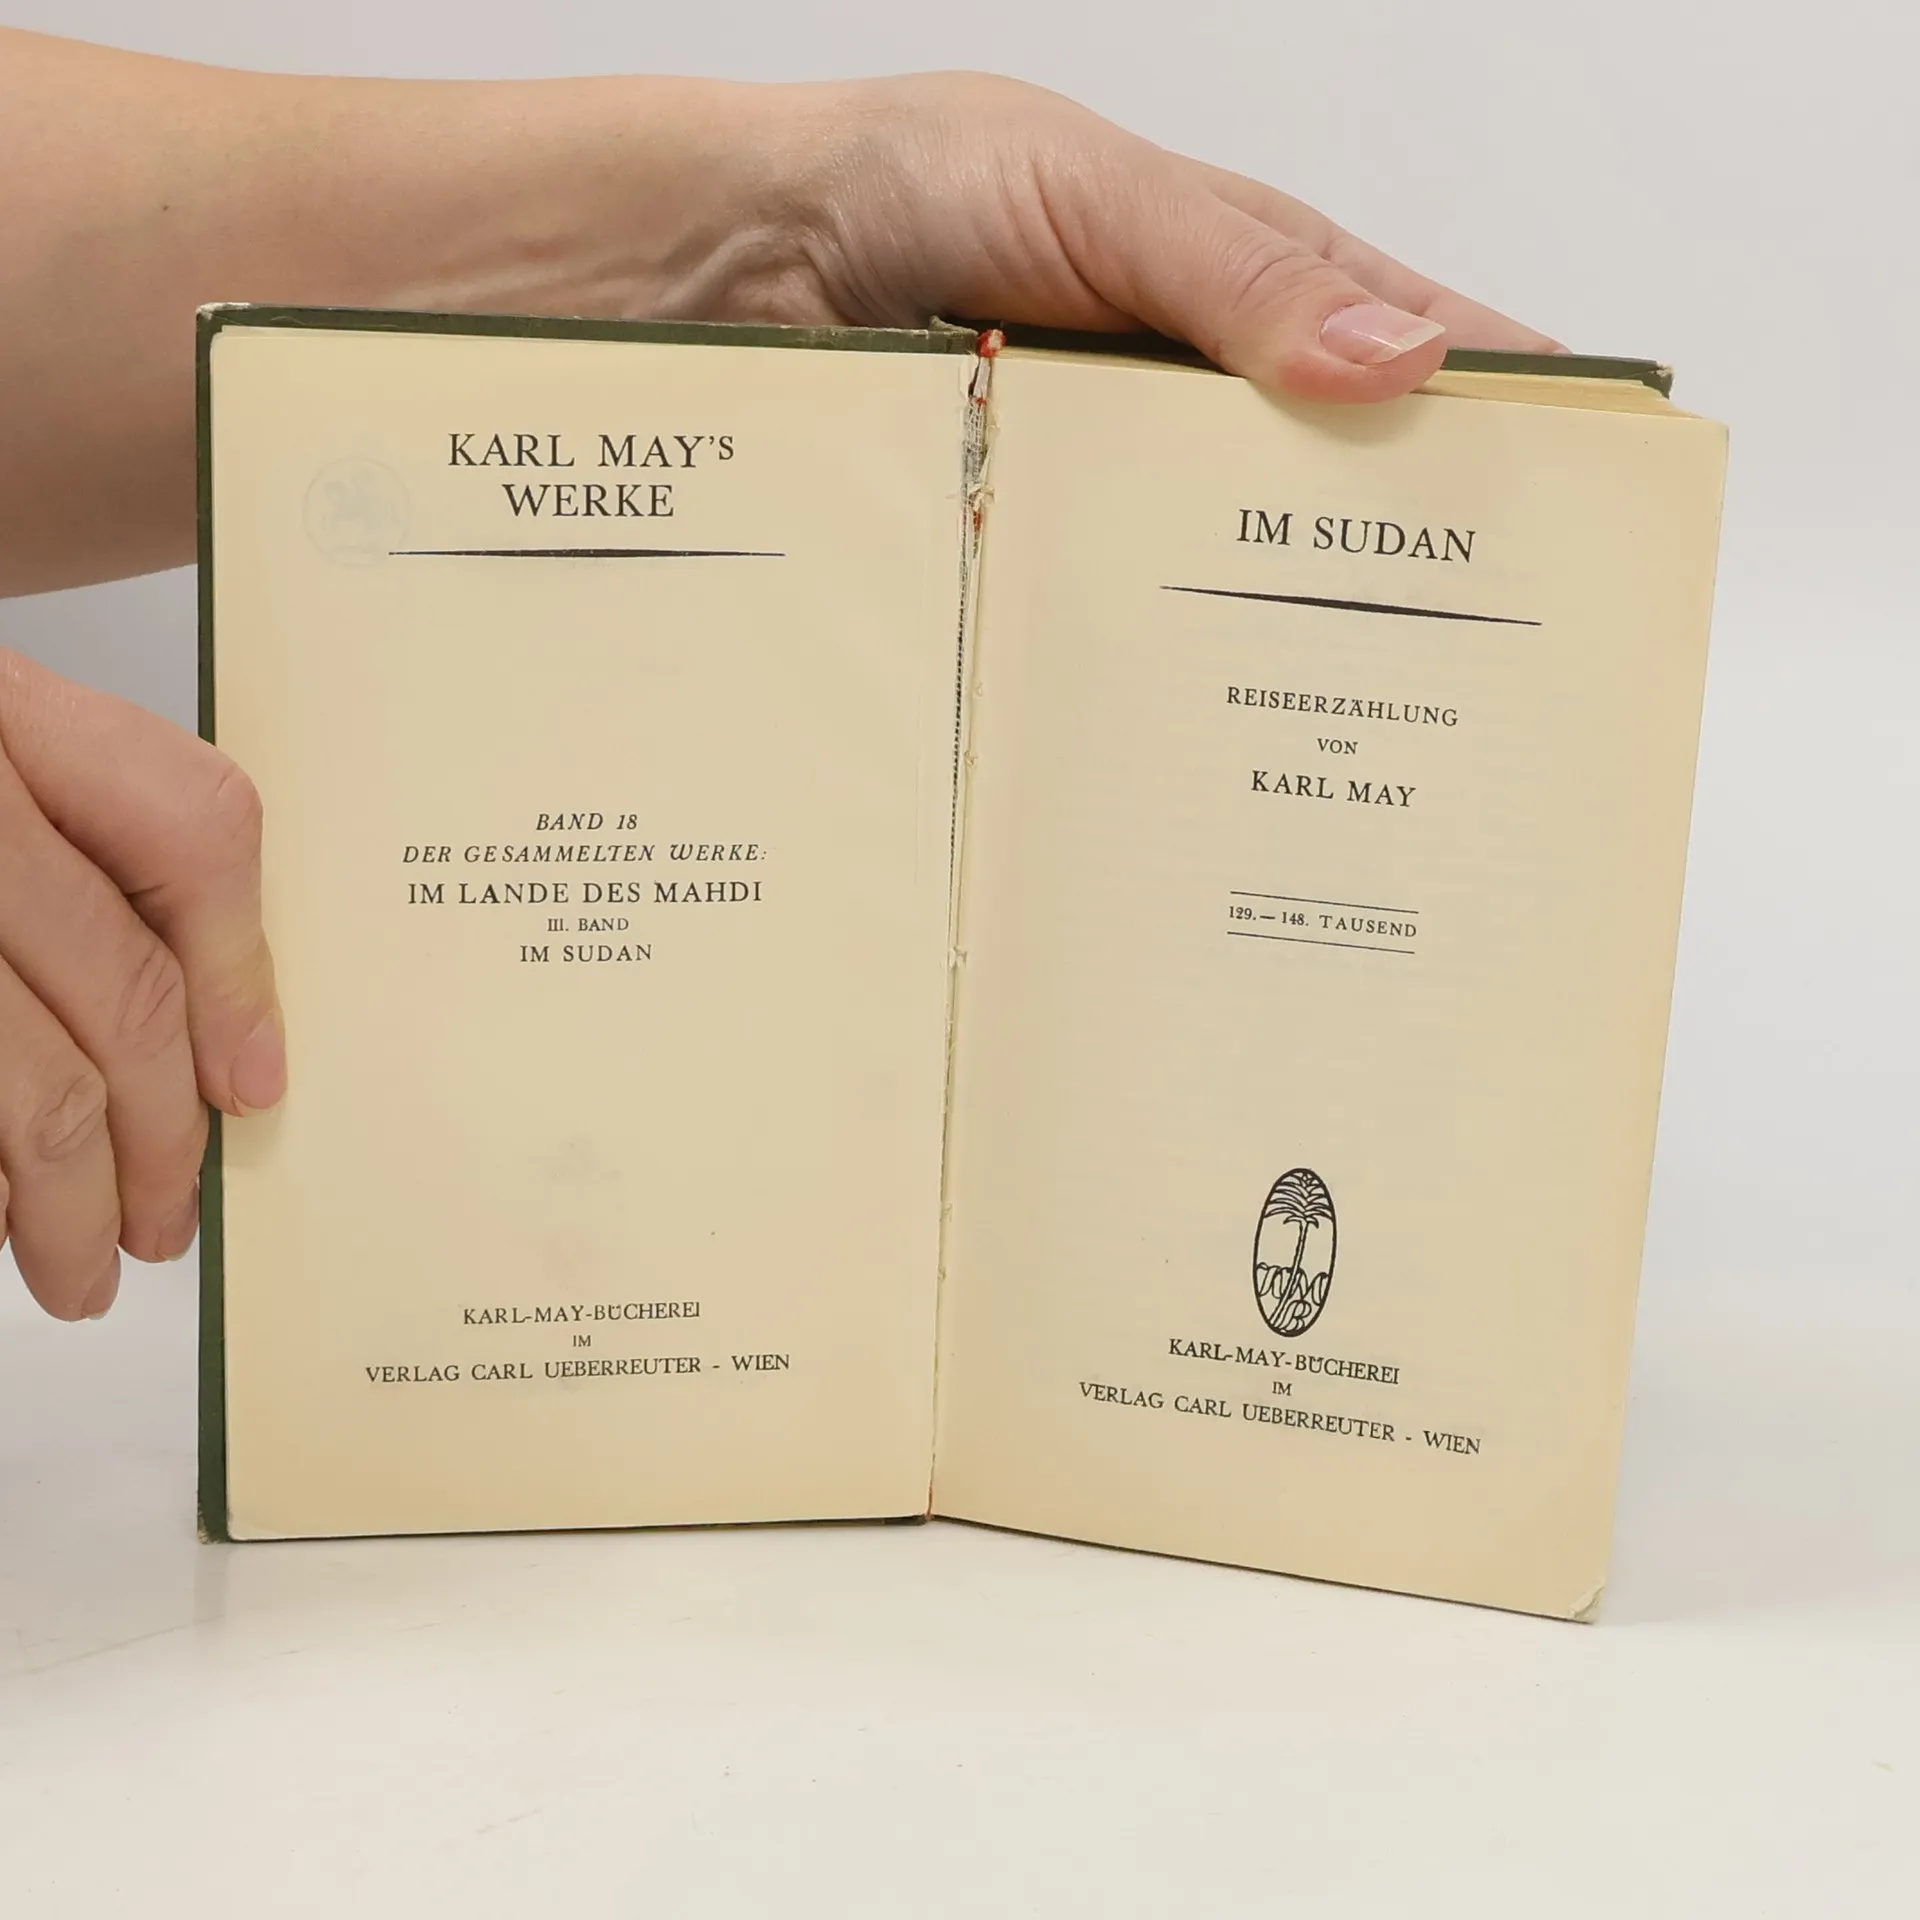 KARL MAY'S
WERKE
BAND 18
DER GESAMMELTEN WERKE:
IM LANDE DES MAHDI
III. BAND
IM SUDAN
KARL-MAY-BÜCHEREI
IM
VERLAG CARL UEBERREUTER - WIEN
IM SUDAN
REISEERZÄHLUNG
VON
KARL MAY
129.—148. TAUSEND
KARL-MAY-BÜCHEREI
IM
VERLAG CARL UEBERREUTER - WIEN